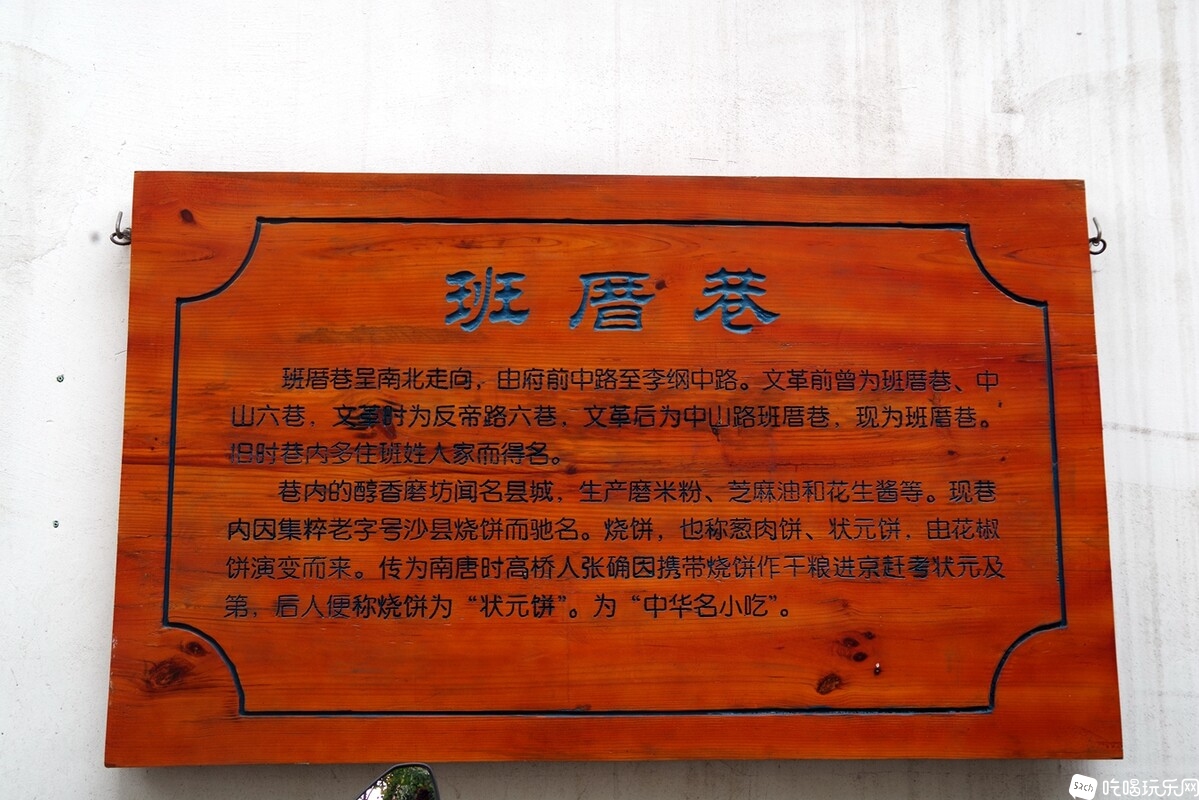 班厝巷
班厝巷呈南北走向，由府前中路至李纲中路。文革前曾为班厝巷、中
山六巷，文革时为反帝路六巷，文革后为中山路班厝巷，现为班厝巷。
旧时巷内多住班姓人家而得名。
巷内的醇香磨坊闻名县城，生产磨米粉、芝麻油和花生酱等。现巷
内因集粹老字号沙县烧饼而驰名。烧饼，也称葱肉饼、状元饼，由花椒
饼演变而来。传为南唐时高桥人张确因携带烧饼作干粮进京赶考状元及
第，后人便称烧饼为“状元饼”。为“中华名小吃”。
sach 吃喝玩乐网